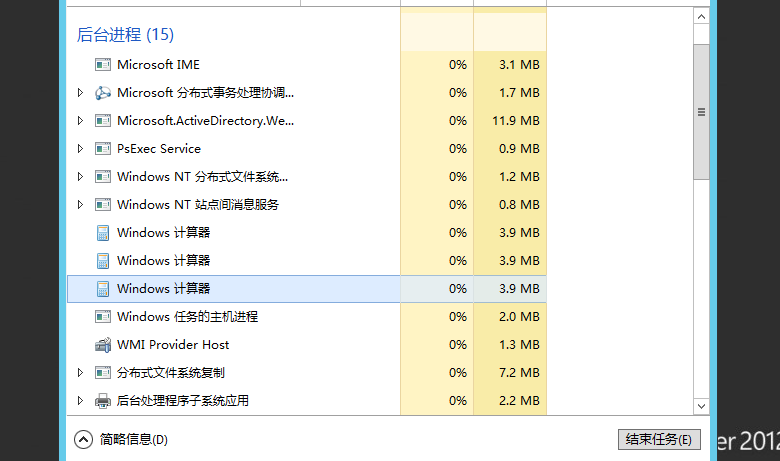 后台进程 (15)
Microsoft IME 0% 3.1 MB
Microsoft 分布式事务处理协调... 0% 1.7 MB
Microsoft.ActiveDirectory.We... 0% 11.9 MB
PsExec Service 0% 0.9 MB
Windows NT 分布式文件系统... 0% 1.2 MB
Windows NT 站点间消息服务 0% 0.8 MB
Windows 计算器 0% 3.9 MB
Windows 计算器 0% 3.9 MB
Windows 计算器 0% 3.9 MB
Windows 任务的主机进程 0% 2.0 MB
WMI Provider Host 0% 1.3 MB
分布式文件系统复制 0% 7.2 MB
后台处理程序子系统应用 0% 2.2 MB
简略信息(D) 结束任务(E)
er 2012